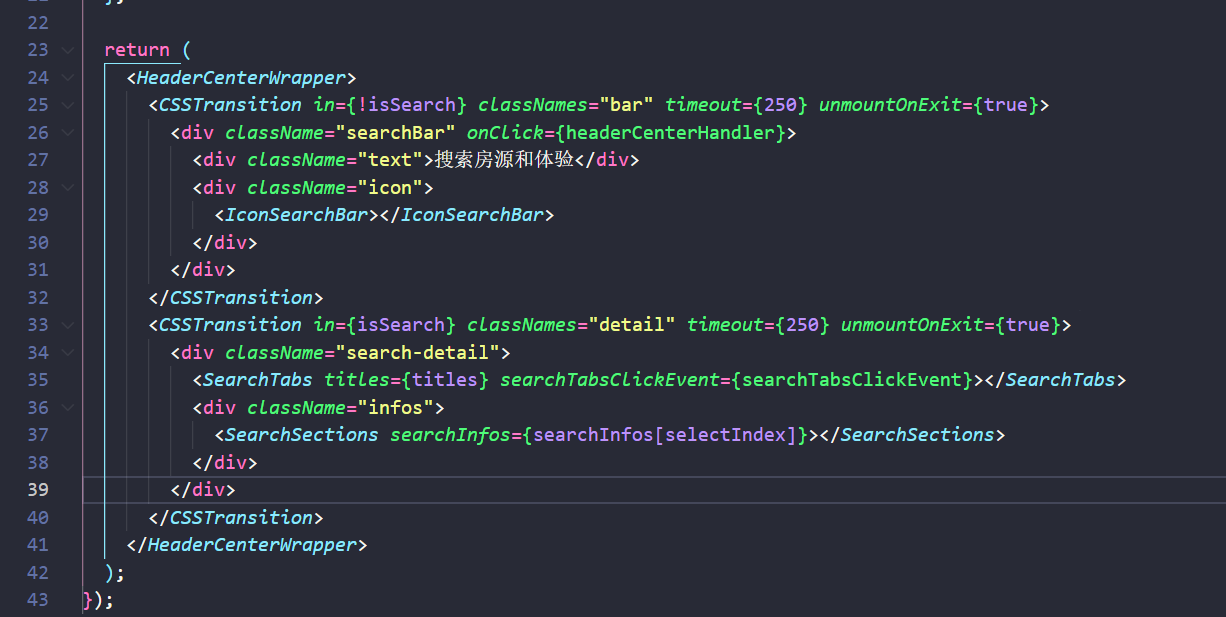 22
23 return (
24 <HeaderCenterWrapper>
25 <CSSTransition in={!isSearch} classNames="bar" timeout={250} unmountOnExit={true}>
26 <div className="searchBar" onClick={headerCenterHandler}>
27 <div className="text">搜索房源和体验</div>
28 <div className="icon">
29 <IconSearchBar></IconSearchBar>
30 </div>
31 </div>
32 </CSSTransition>
33 <CSSTransition in={isSearch} classNames="detail" timeout={250} unmountOnExit={true}>
34 <div className="search-detail">
35 <SearchTabs titles={titles} searchTabsClickEvent={searchTabsClickEvent}></SearchTabs>
36 <div className="infos">
37 <SearchSections searchInfos={searchInfos[selectIndex]}></SearchSections>
38 </div>
39 </div>
40 </CSSTransition>
41 </HeaderCenterWrapper>
42 );
43 });